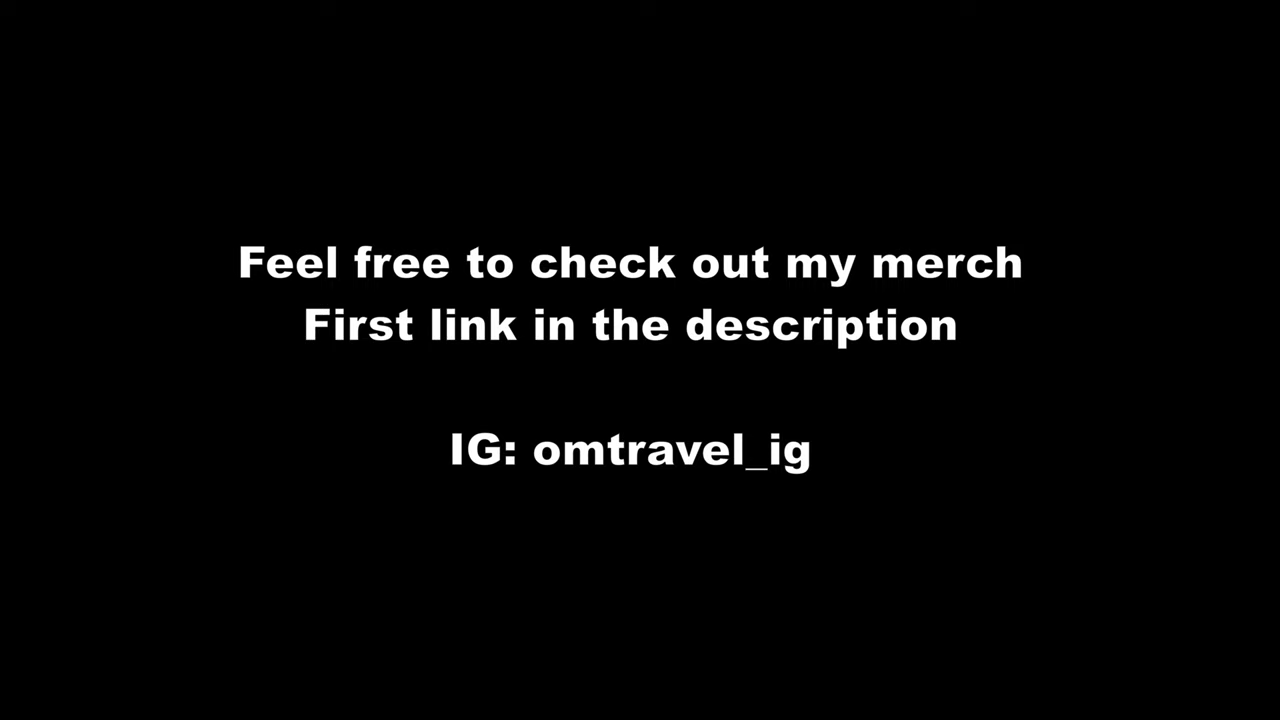 Feel free to check out my merch
First link in the description
IG: omtravel_ig